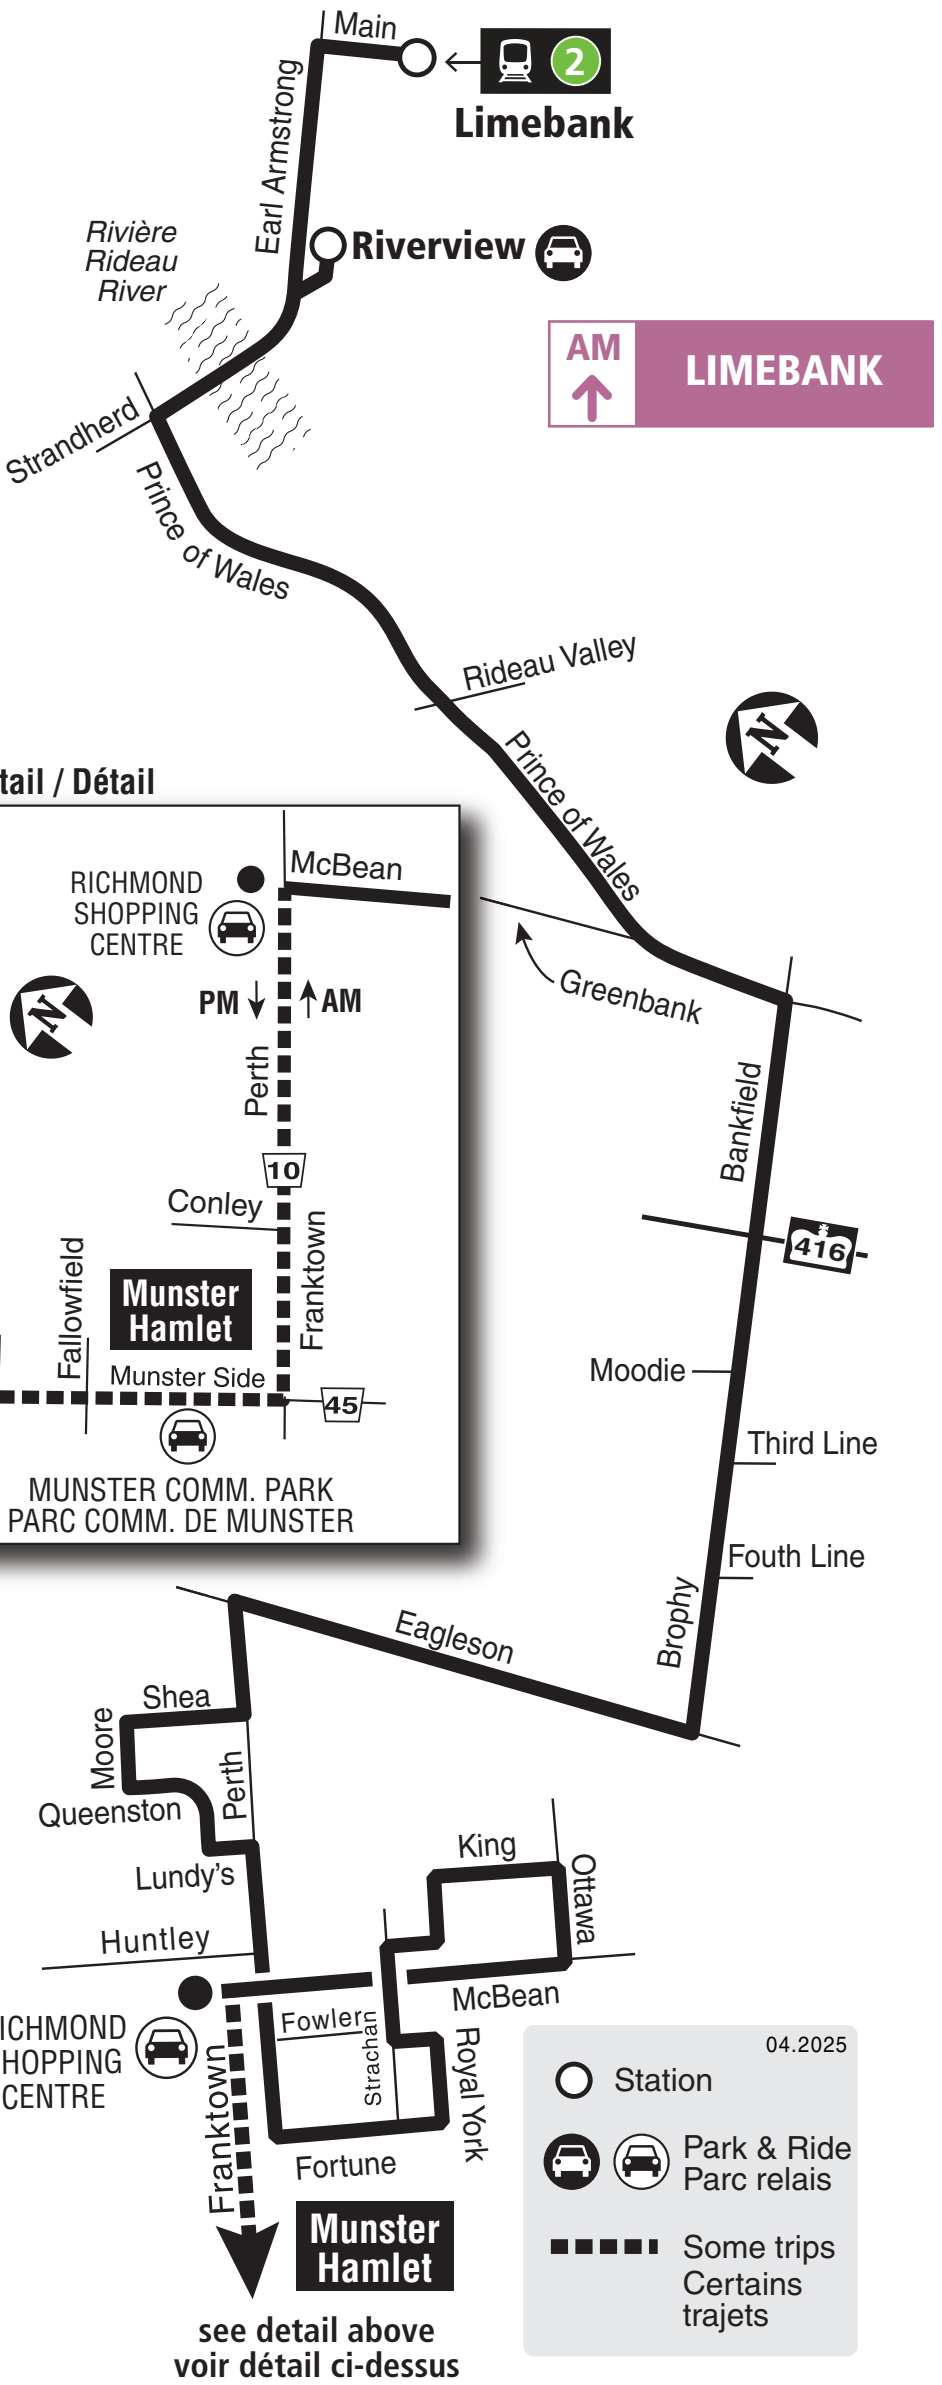 Main
2
Limebank
Earl Armstrong
Rivière
Rideau
River
Riverview
AM
LIMEBANK
Strandherd
Prince of Wales
Rideau Valley
N
Prince of Wales
tail / Détail
McBean
RICHMOND
SHOPPING
CENTRE
Greenbank
N
PM
AM
Perth
Bankfield
10
Conley
Franktown
416
Fallowfield
Munster
Hamlet
Munster Side
45
Moodie
Third Line
MUNSTER COMM. PARK
PARC COMM. DE MUNSTER
Fouth Line
Brophy
Eagleson
Shea
Moore
Perth
Queenston
King
Ottawa
Lundy's
Huntley
McBean
Fowler
Strachan
Royal York
ICHMOND
HOPPING
CENTRE
Franktown
Fortune
Munster
Hamlet
see detail above
voir détail ci-dessus
04.2025
Station
Park & Ride
Parc relais
Some trips
Certains
trajets